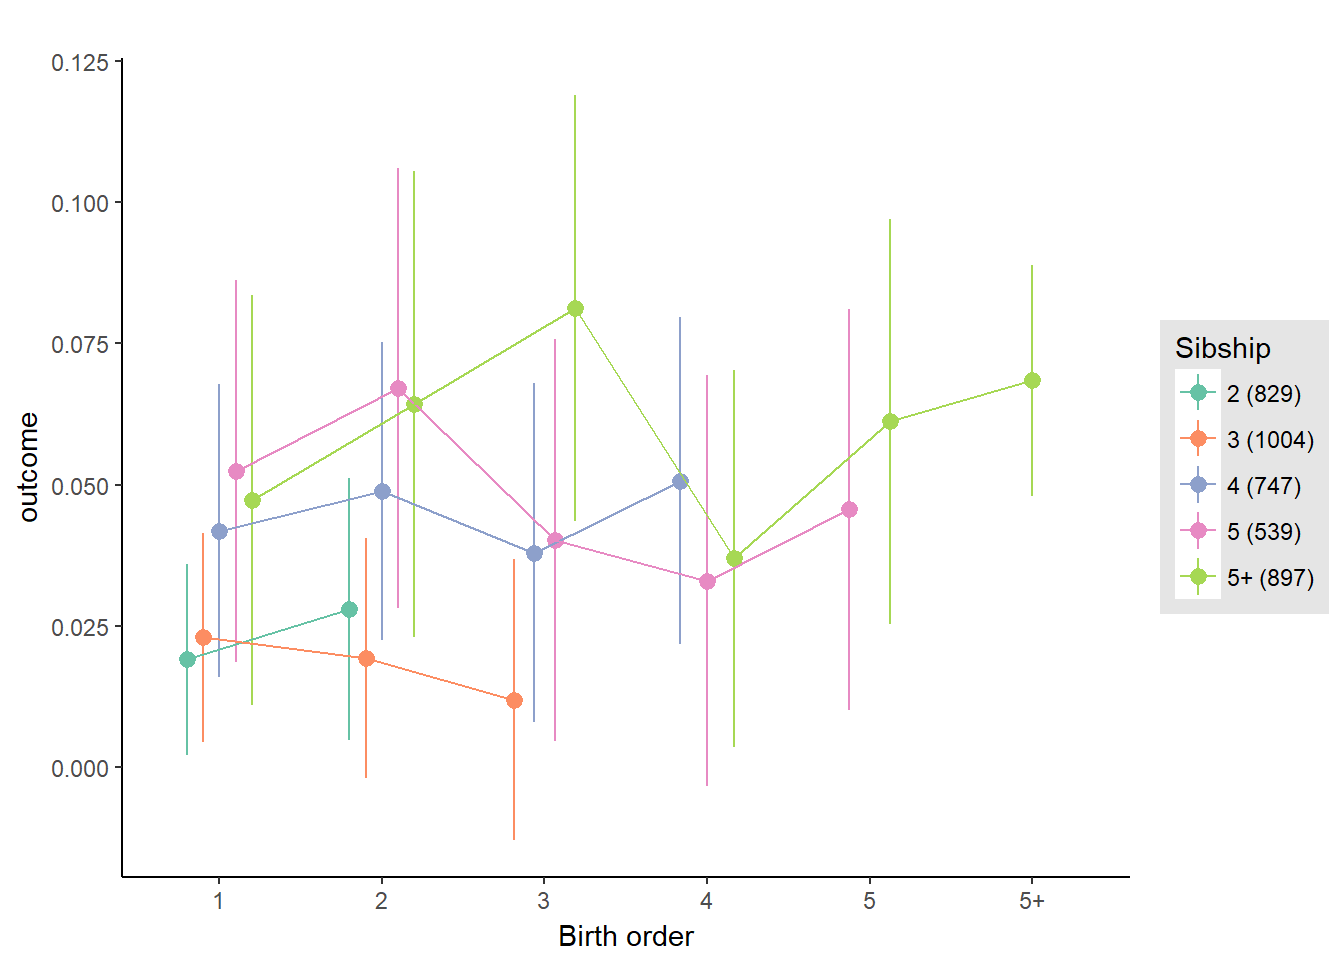 0.125
0.100
0.075
0.050
0.025
0.000
outcome
1 2 3 4 5 5+
Birth order
Sibship
2 (829)
3 (1004)
4 (747)
5 (539)
5+ (897)